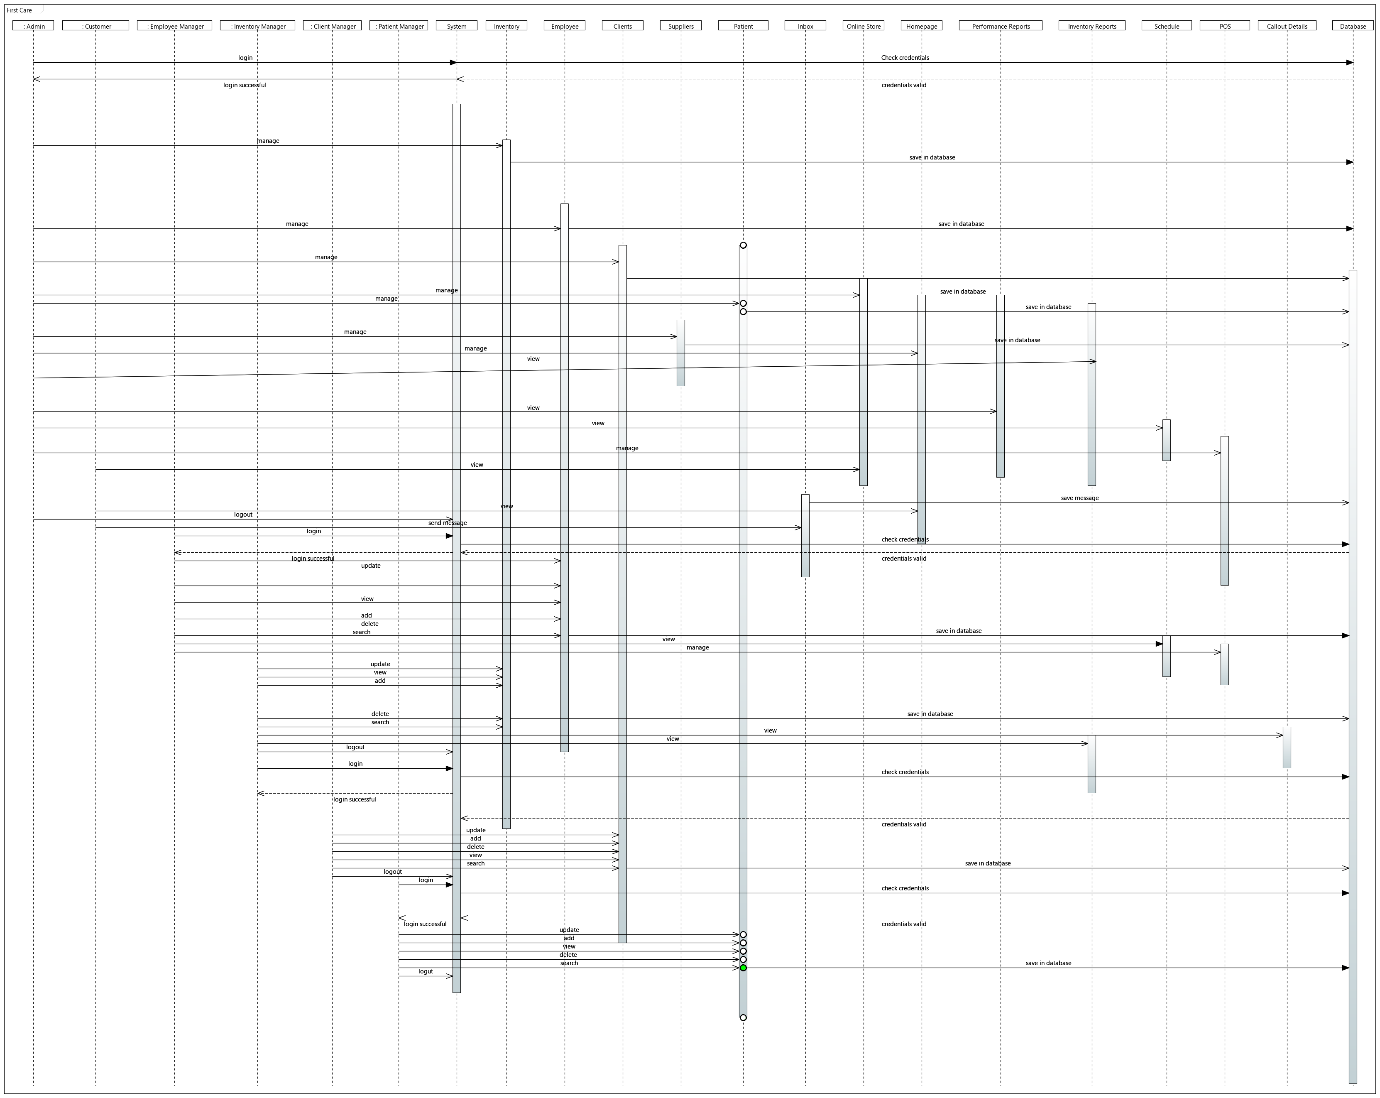 First Care
: Admin
: Customer
: Employee Manager
: Inventory Manager
: Client Manager
: Patient Manager
System
Inventory
Employee
Clients
Suppliers
Patient
Inbox
Online Store
Homepage
Performance Reports
Inventory Reports
Schedule
POS
Callout Details
Database
login
Check credentials
login successful
credentials valid
manage
save in database
manage
save in database
manage
manage
save in database
manage
save in database
manage
save in database
manage
view
view
view
manage
view
save message
view
logout
send message
login
check credentials
login successful
credentials valid
update
view
add
delete
search
save in database
view
manage
update
view
add
delete
save in database
search
view
view
logout
login
check credentials
login successful
credentials valid
update
add
delete
view
search
save in database
logout
login
check credentials
login successful
credentials valid
update
add
view
delete
search
save in database
logut